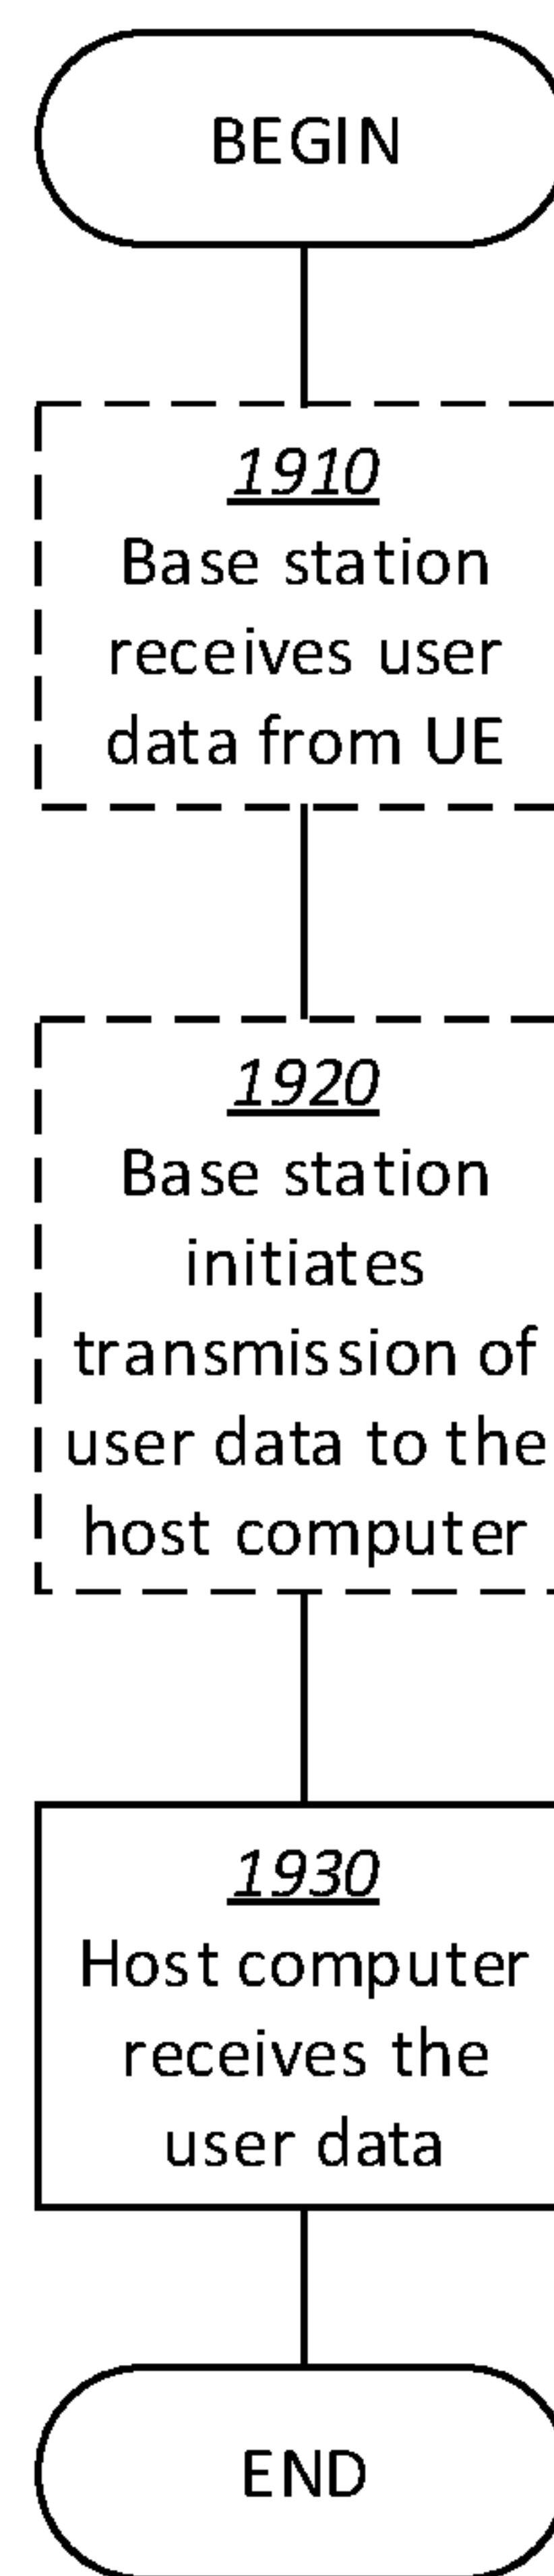 BEGIN
1910
Base station
receives user
data from UE
1920
Base station
initiates
transmission of
user data to the
host computer
1930
Host computer
receives the
user data
END